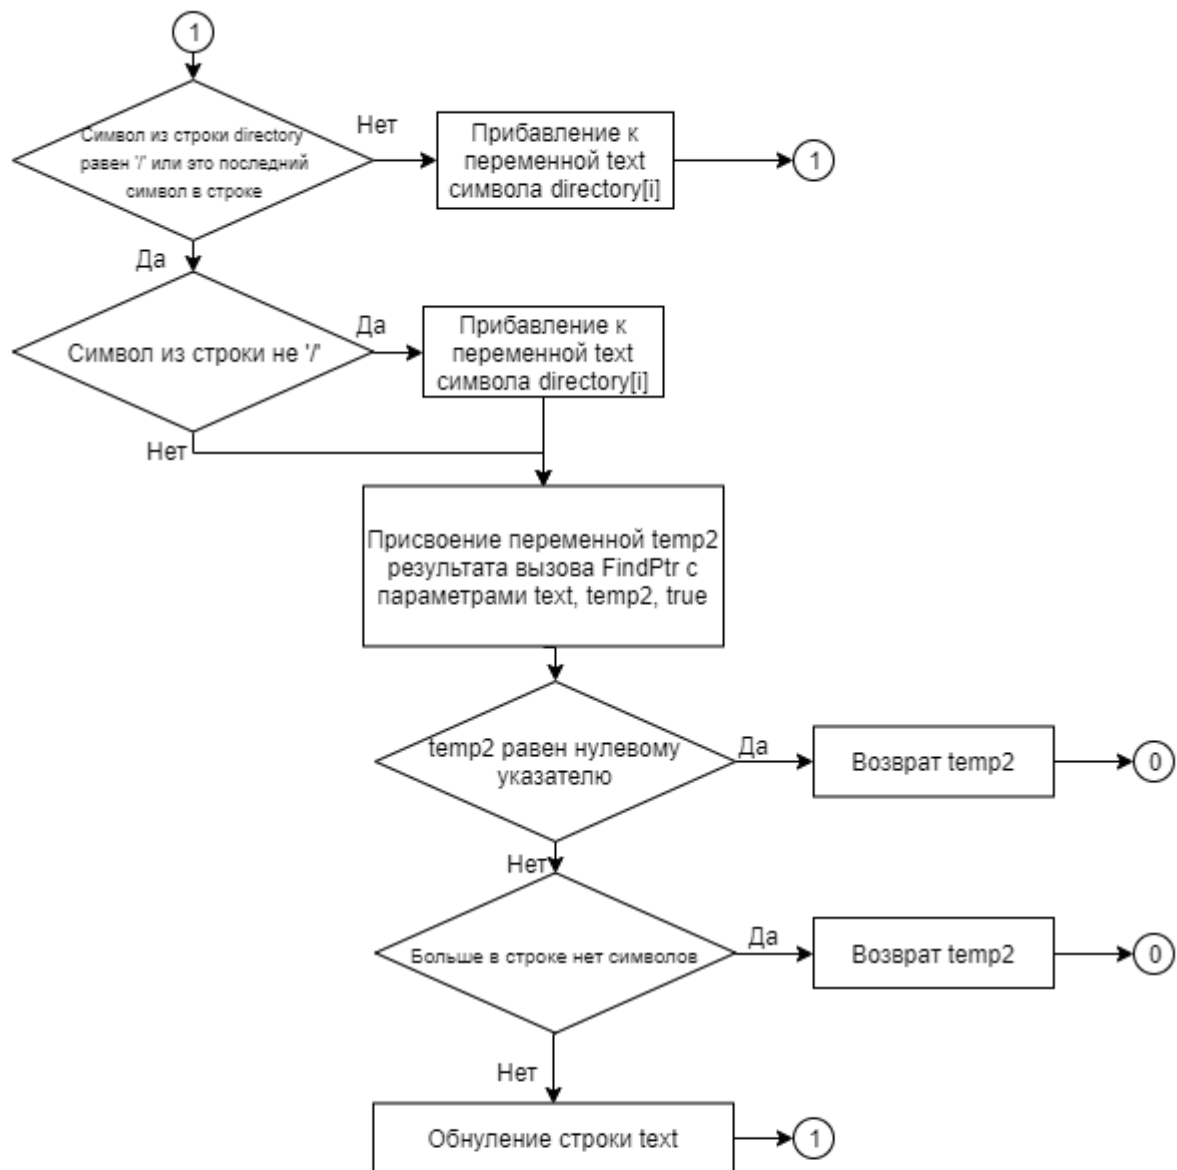 1
Символ из строки directory
равен '/' или это последний
символ в строке
Нет
Прибавление к
переменной text
символа directory[i]
1
Да
Символ из строки не '/'
Да
Прибавление к
переменной text
символа directory[i]
Нет
Присвоение переменной temp2
результата вызова FindPtr с
параметрами text, temp2, true
temp2 равен нулевому
указателю
Да
Возврат temp2
0
Нет
Больше в строке нет символов
Да
Возврат temp2
0
Нет
Обнуление строки text
1